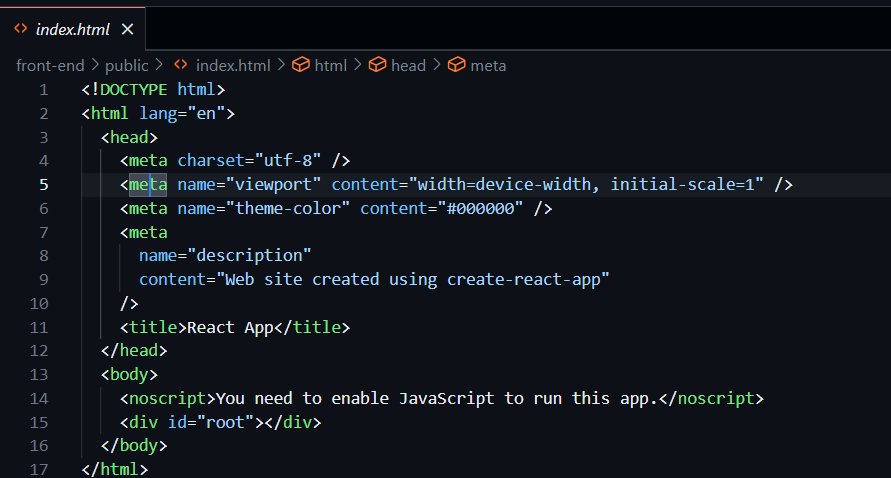 index.html
front-end > public > index.html > html > head > meta
1 <!DOCTYPE html>
2 <html lang="en">
3 <head>
4 <meta charset="utf-8" />
5 <meta name="viewport" content="width=device-width, initial-scale=1" />
6 <meta name="theme-color" content="#000000" />
7 <meta
8 name="description"
9 content="Web site created using create-react-app"
10 />
11 <title>React App</title>
12 </head>
13 <body>
14 <noscript>You need to enable JavaScript to run this app.</noscript>
15 <div id="root"></div>
16 </body>
17 </html>